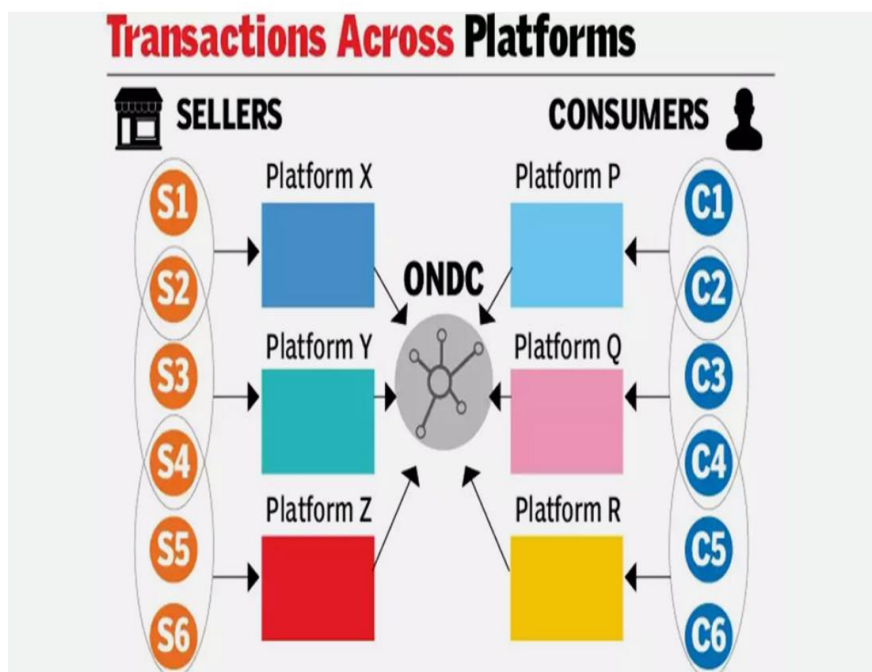 Transactions Across Platforms
SELLERS
CONSUMERS
Platform X
Platform P
S1
C1
ONDC
S2
C2
Platform Y
Platform Q
S3
C3
S4
C4
Platform Z
Platform R
S5
C5
S6
C6